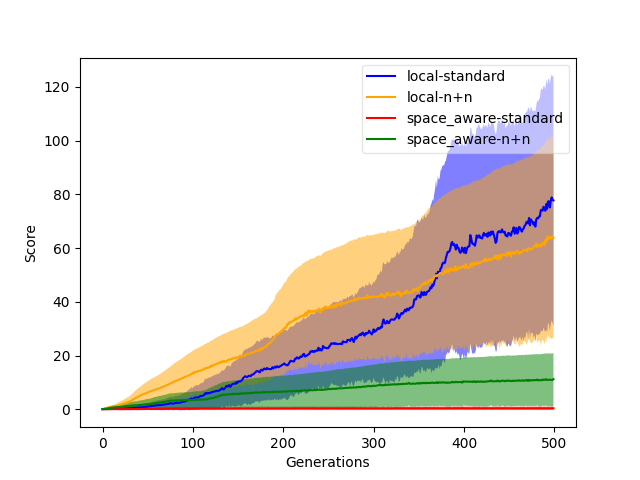 local-standard
local-n+n
space_aware-standard
space_aware-n+n
120
100
80
60
40
20
0
Score
0 100 200 300 400 500
Generations